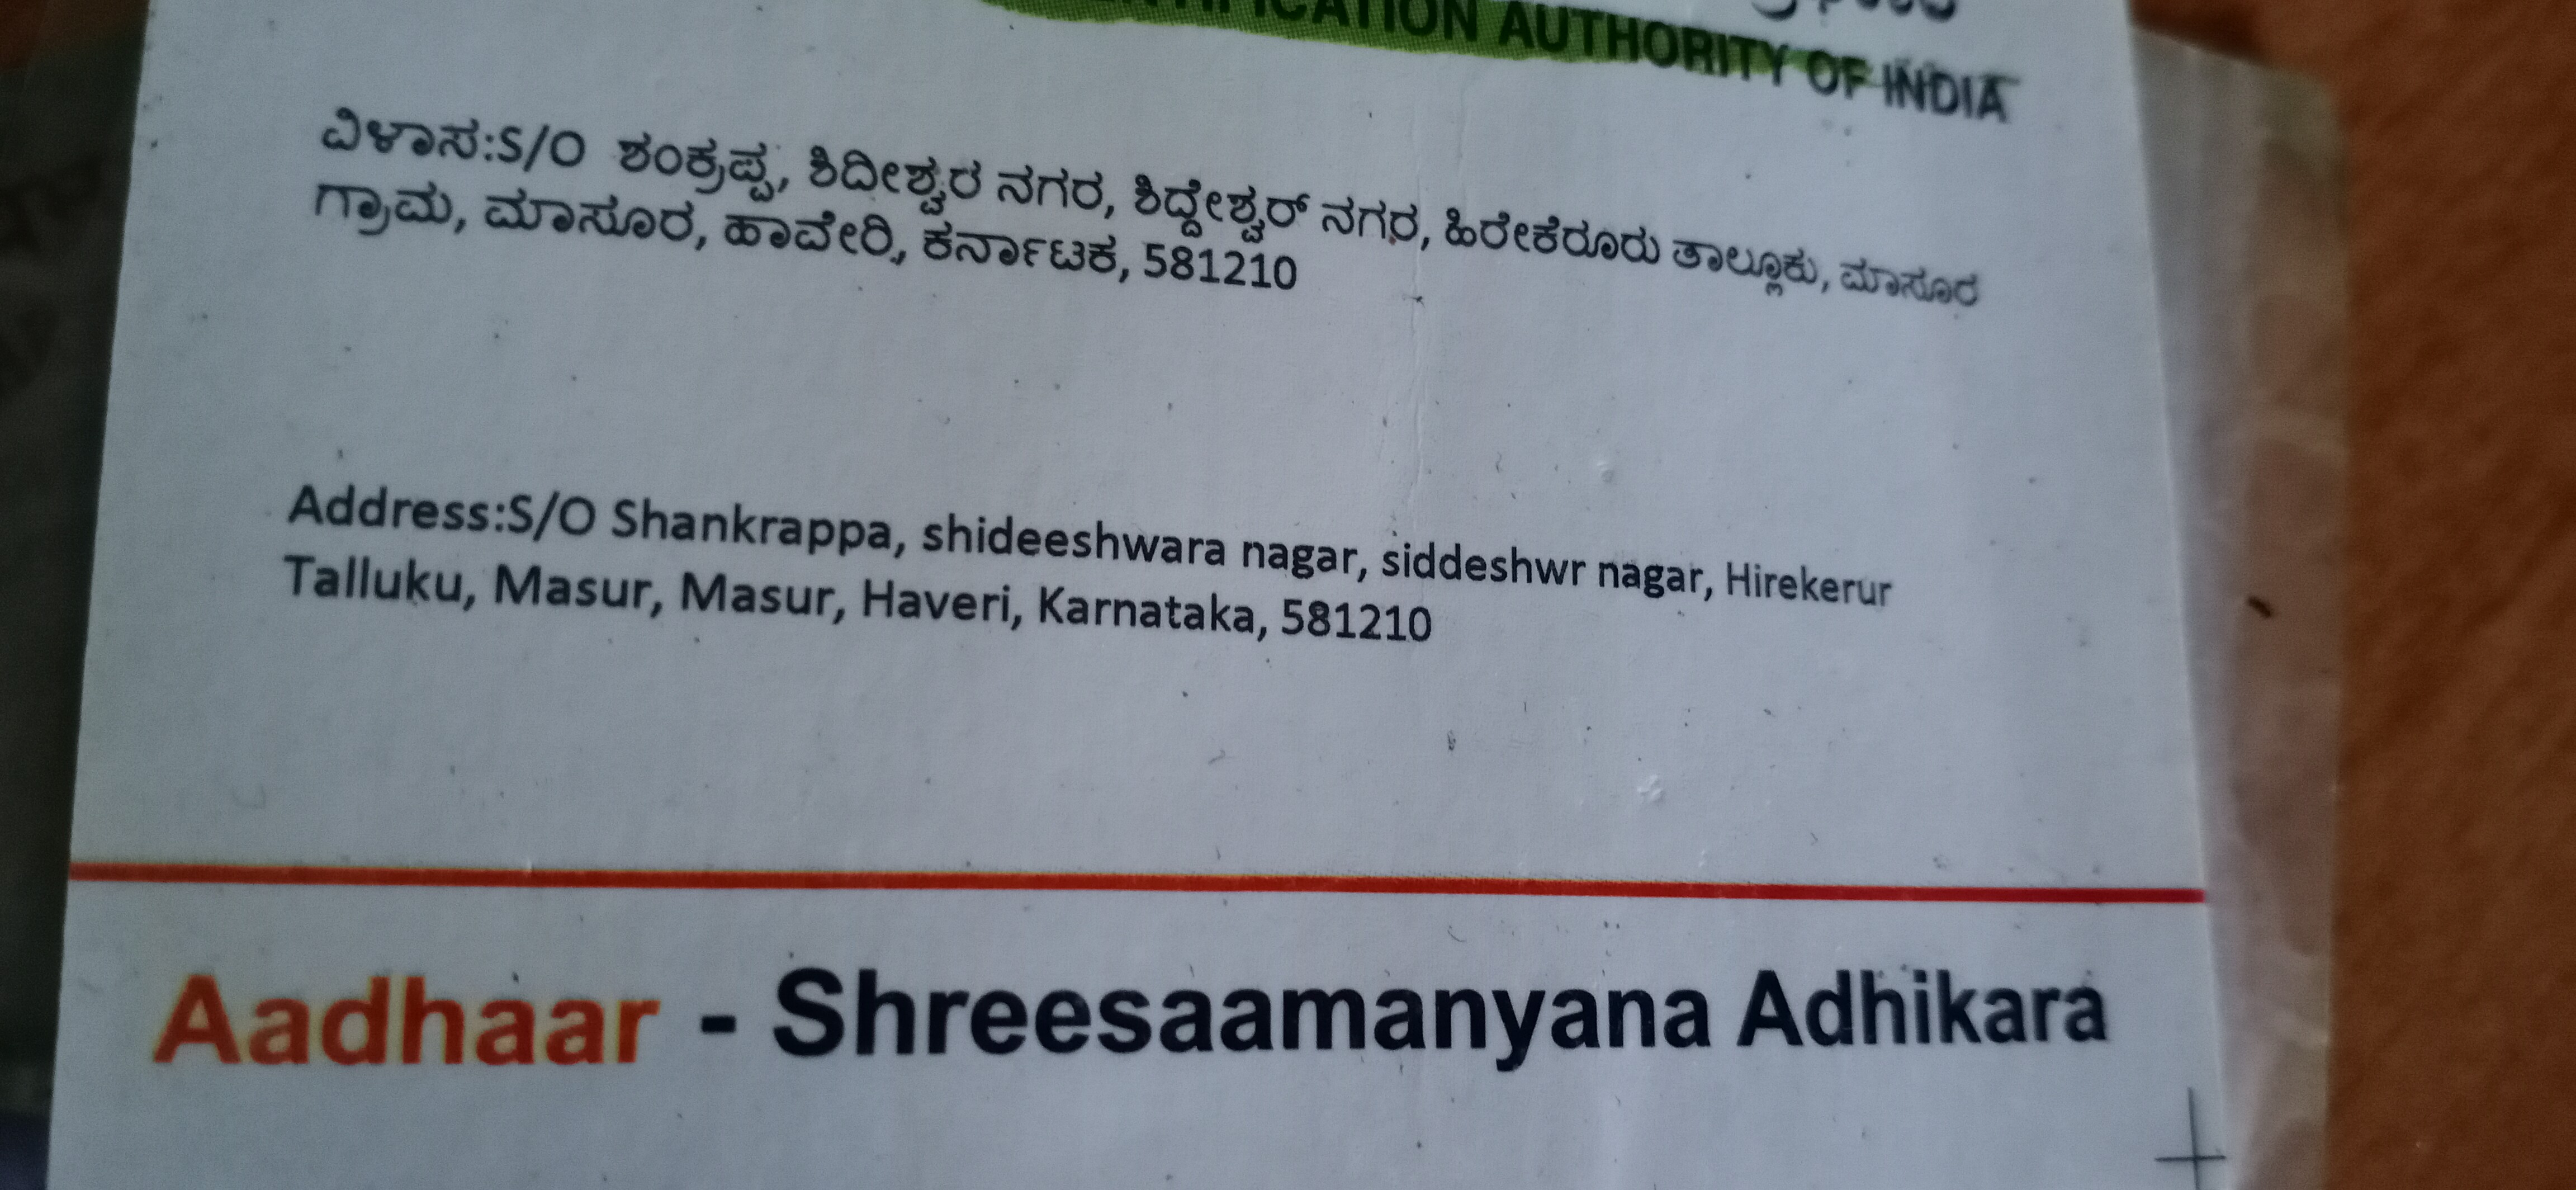 AUTHORITY OF INDIA
ವಿಳಾಸ:S/O ಶಂಕ್ರಪ್ಪ, ಶಿದೀಶ್ವರ ನಗರ, ಶಿದ್ದೇಶ್ವರ್ ನಗರ, ಹಿರೇಕೆರೂರು ತಾಲ್ಲೂಕು, ಮಾಸೂರ
ಗ್ರಾಮ, ಮಾಸೂರ, ಹಾವೇರಿ, ಕರ್ನಾಟಕ, 581210
Address:S/O Shankrappa, shideeshwara nagar, siddeshwr nagar, Hirekerur
Talluku, Masur, Masur, Haveri, Karnataka, 581210
Aadhaar - Shreesaamanyana Adhikara